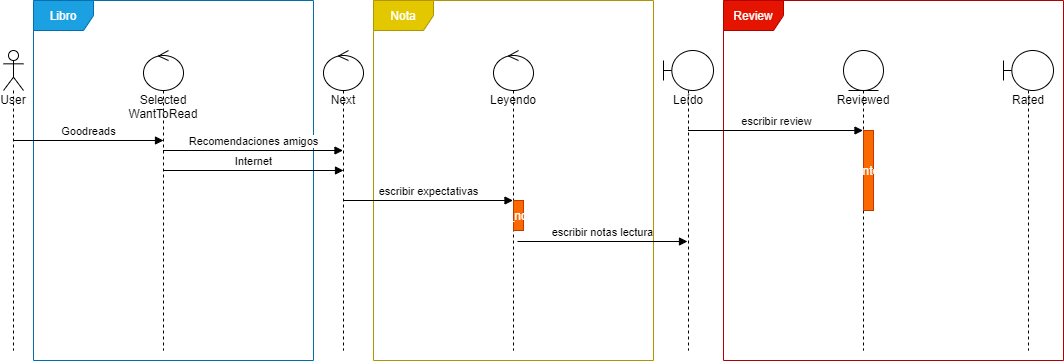 Libro
Nota
Review
User
Selected
WantToRead
Next
Leyendo
Leído
Reviewed
Rated
Goodreads
escribir review
Recomendaciones amigos
Internet
escribir expectativas
escribir notas lectura